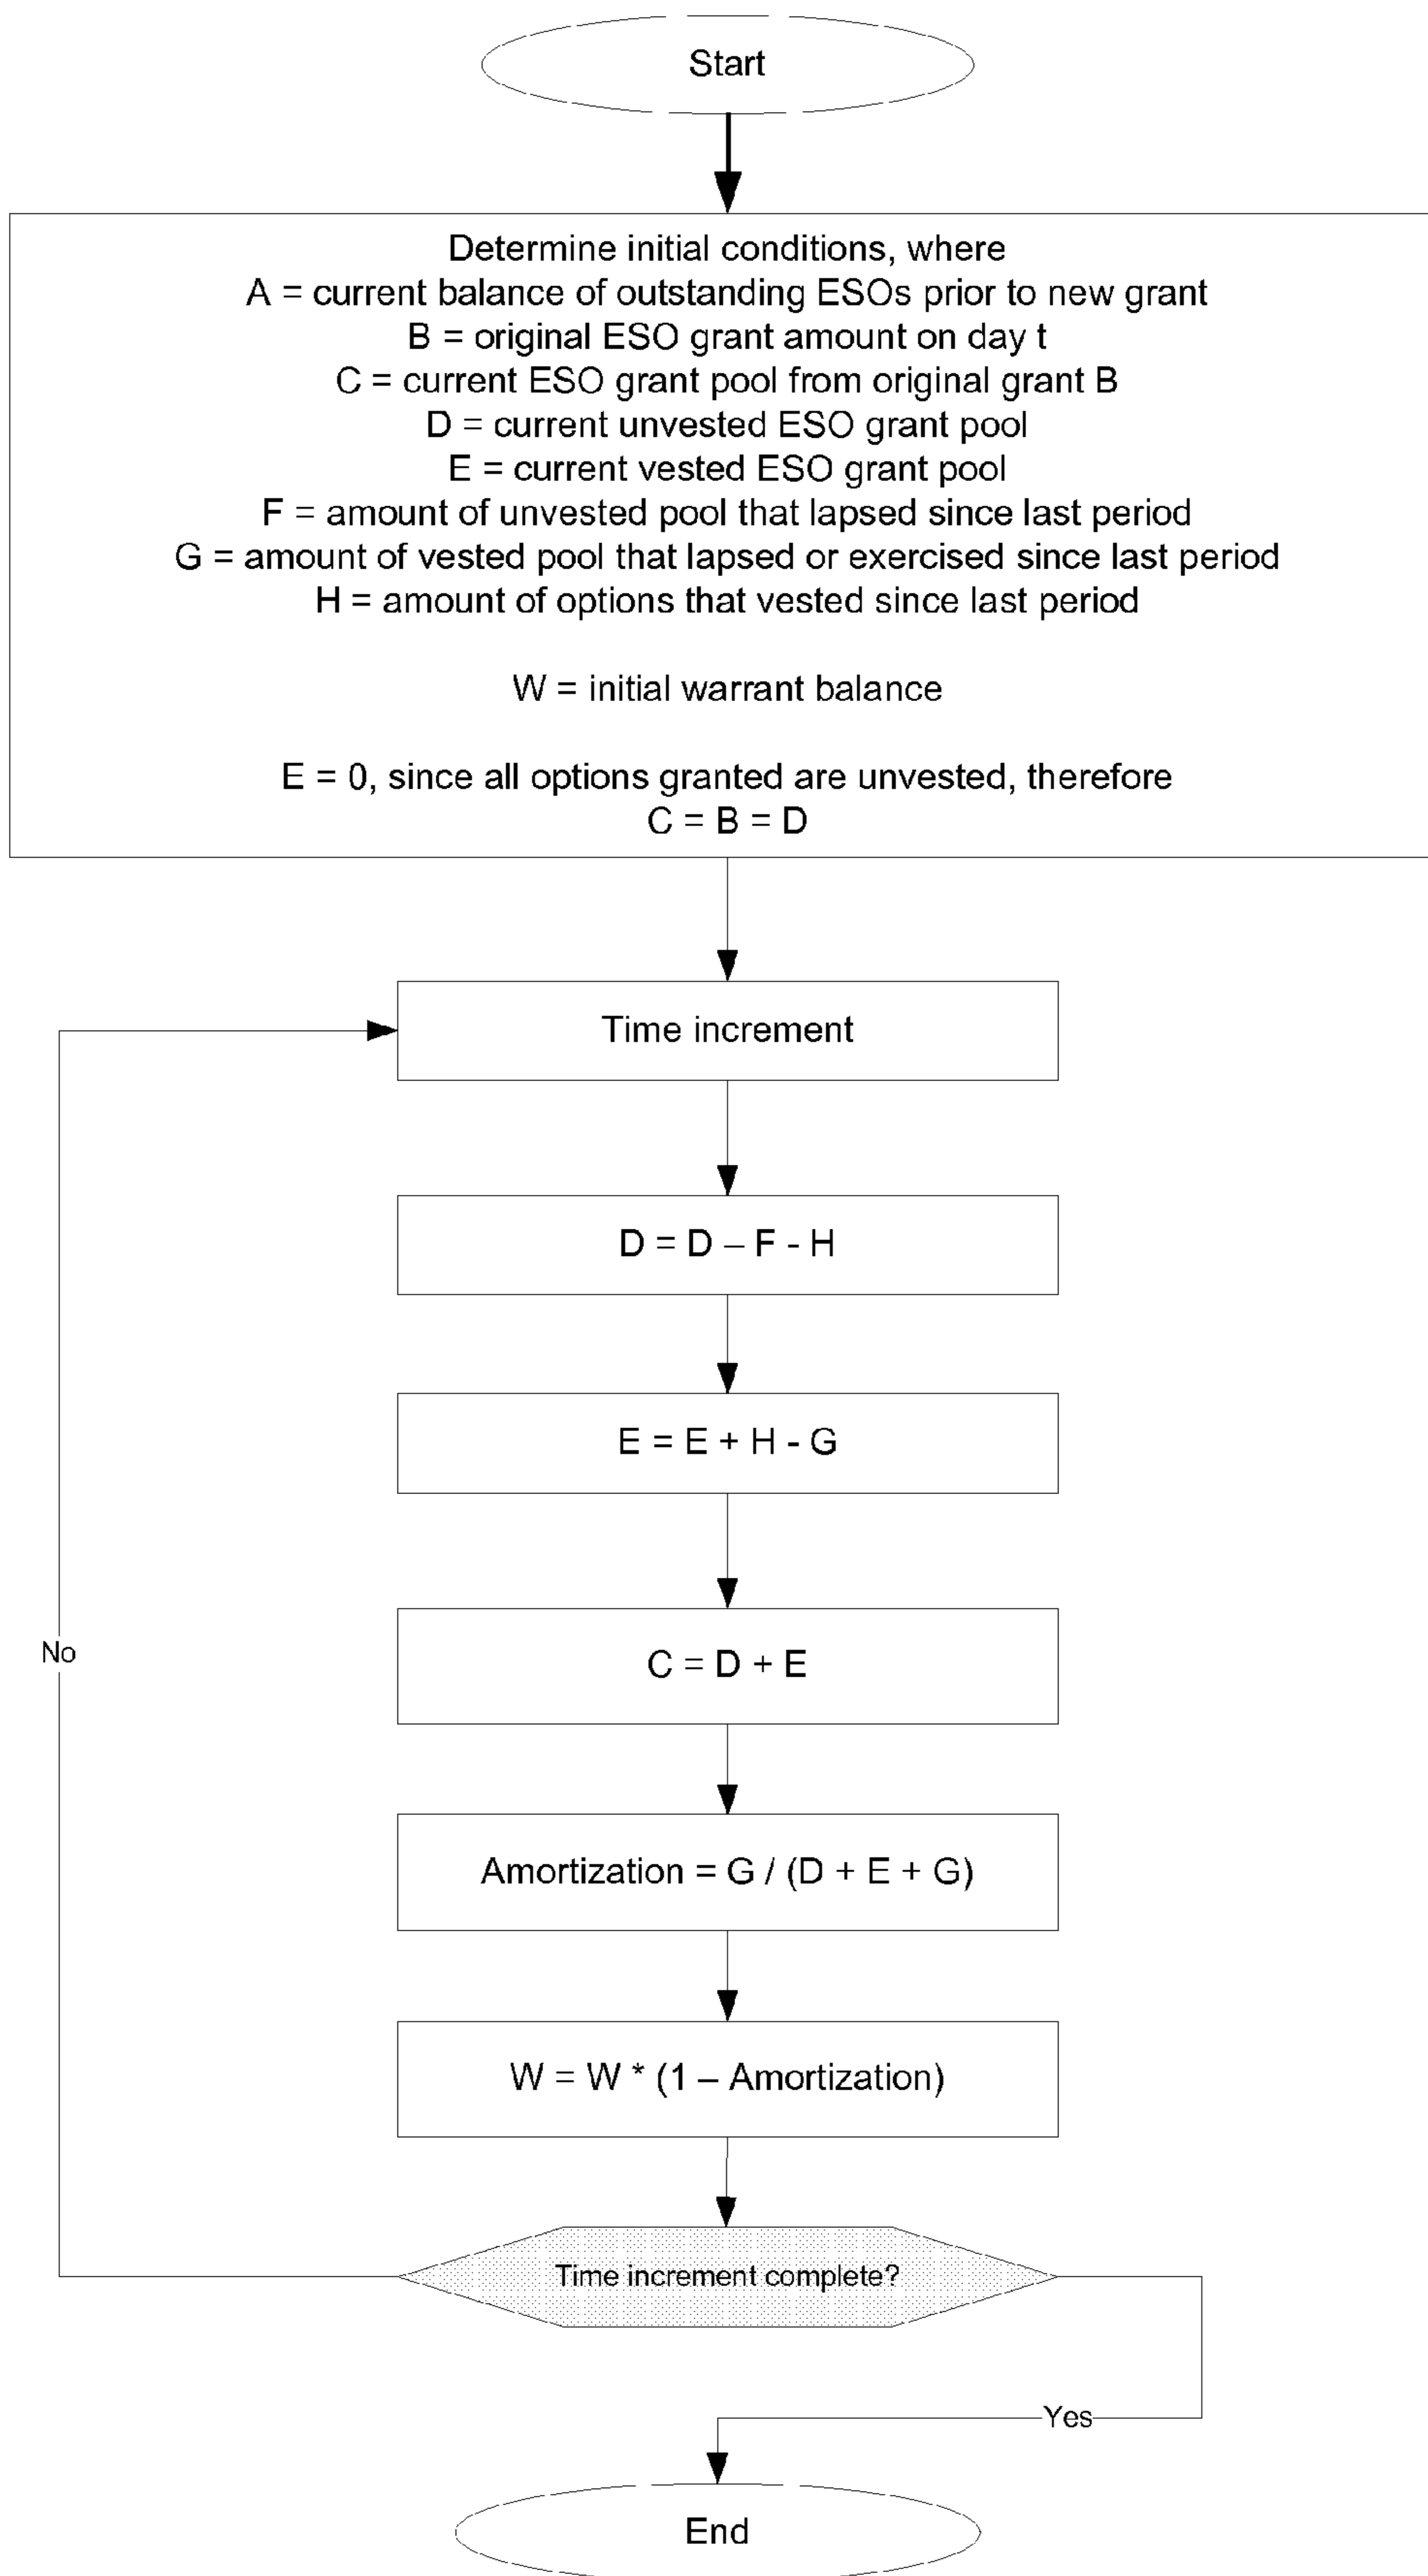 Start
Determine initial conditions, where
A = current balance of outstanding ESOs prior to new grant
B = original ESO grant amount on day t
C = current ESO grant pool from original grant B
D = current unvested ESO grant pool
E = current vested ESO grant pool
F = amount of unvested pool that lapsed since last period
G = amount of vested pool that lapsed or exercised since last period
H = amount of options that vested since last period
W = initial warrant balance
E = 0, since all options granted are unvested, therefore
C = B = D
Time increment
D = D – F - H
E = E + H - G
C = D + E
No
Amortization = G / (D + E + G)
W = W * (1 – Amortization)
Time increment complete?
Yes
End